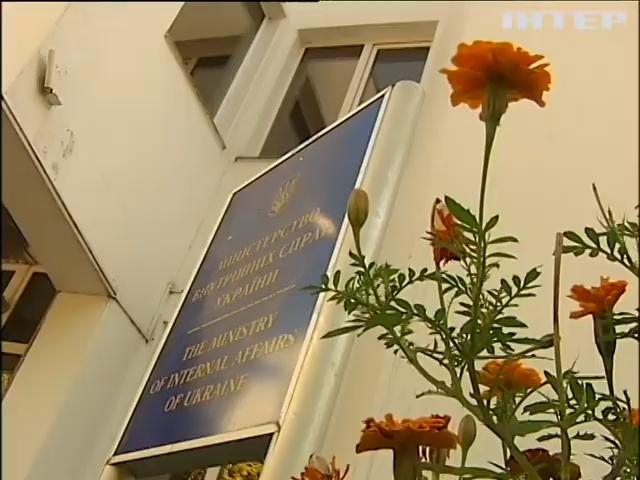 ІНТЕР
МІНІСТЕРСТВО
ВНУТРІШНІХ СПРАВ
УКРАЇНИ
THE MINISTRY
OF INTERNAL AFFAIRS
OF UKRAINE